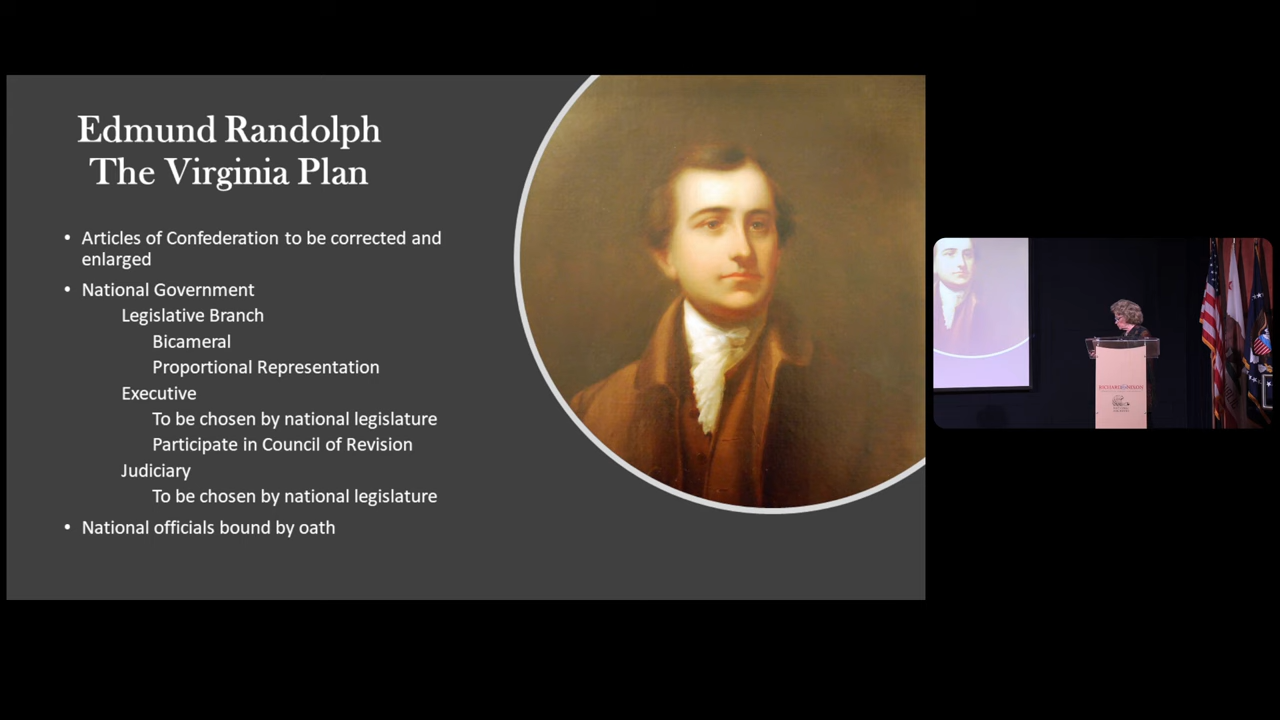 Edmund Randolph
The Virginia Plan
• Articles of Confederation to be corrected and
enlarged
• National Government
Legislative Branch
Bicameral
Proportional Representation
Executive
To be chosen by national legislature
Participate in Council of Revision
Judiciary
To be chosen by national legislature
• National officials bound by oath
RICHARD NIXON